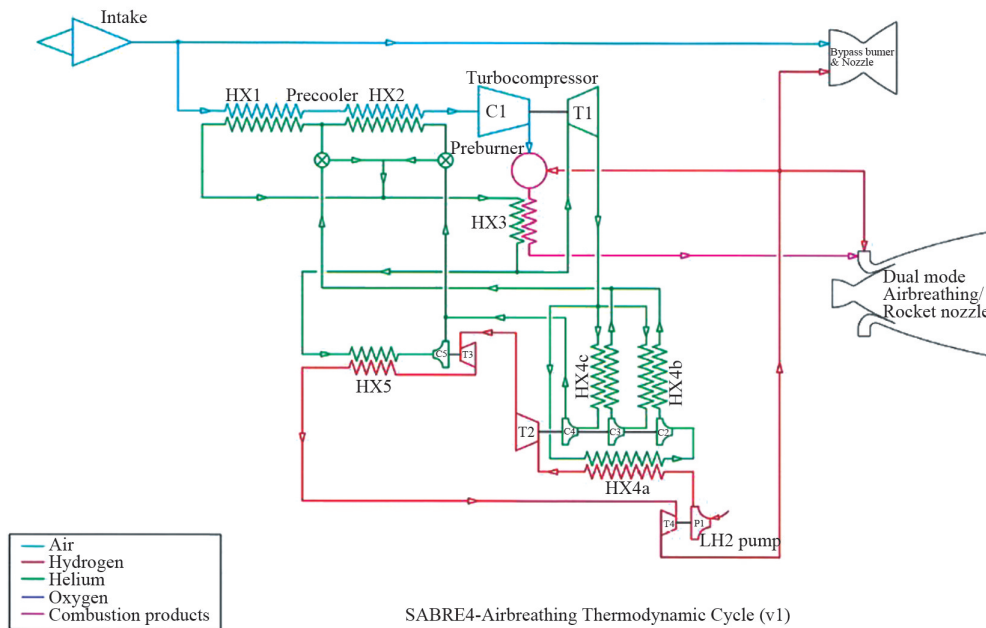 Intake
Bypass bumer
& Nozzle
Turbocompressor
HX1
Precooler
HX2
C1
T1
Preburner
HX3
Dual mode
Airbreathing/
Rocket nozzle
HX4c
HX4b
C5
T3
HX5
T2
C4
C3
C2
HX4a
T4
P1
LH2 pump
Air
Hydrogen
Helium
Oxygen
Combustion products
SABRE4-Airbreathing Thermodynamic Cycle (v1)